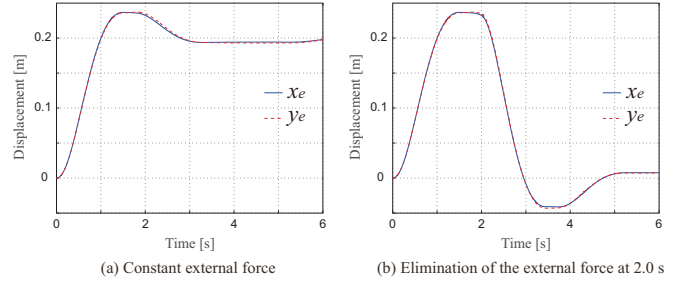 Displacement [m]
0.2
0.1
0
xe
ye
0 2 4 6
Time [s]
(a) Constant external force
Displacement [m]
0.2
0.1
0
xe
ye
0 2 4 6
Time [s]
(b) Elimination of the external force at 2.0 s